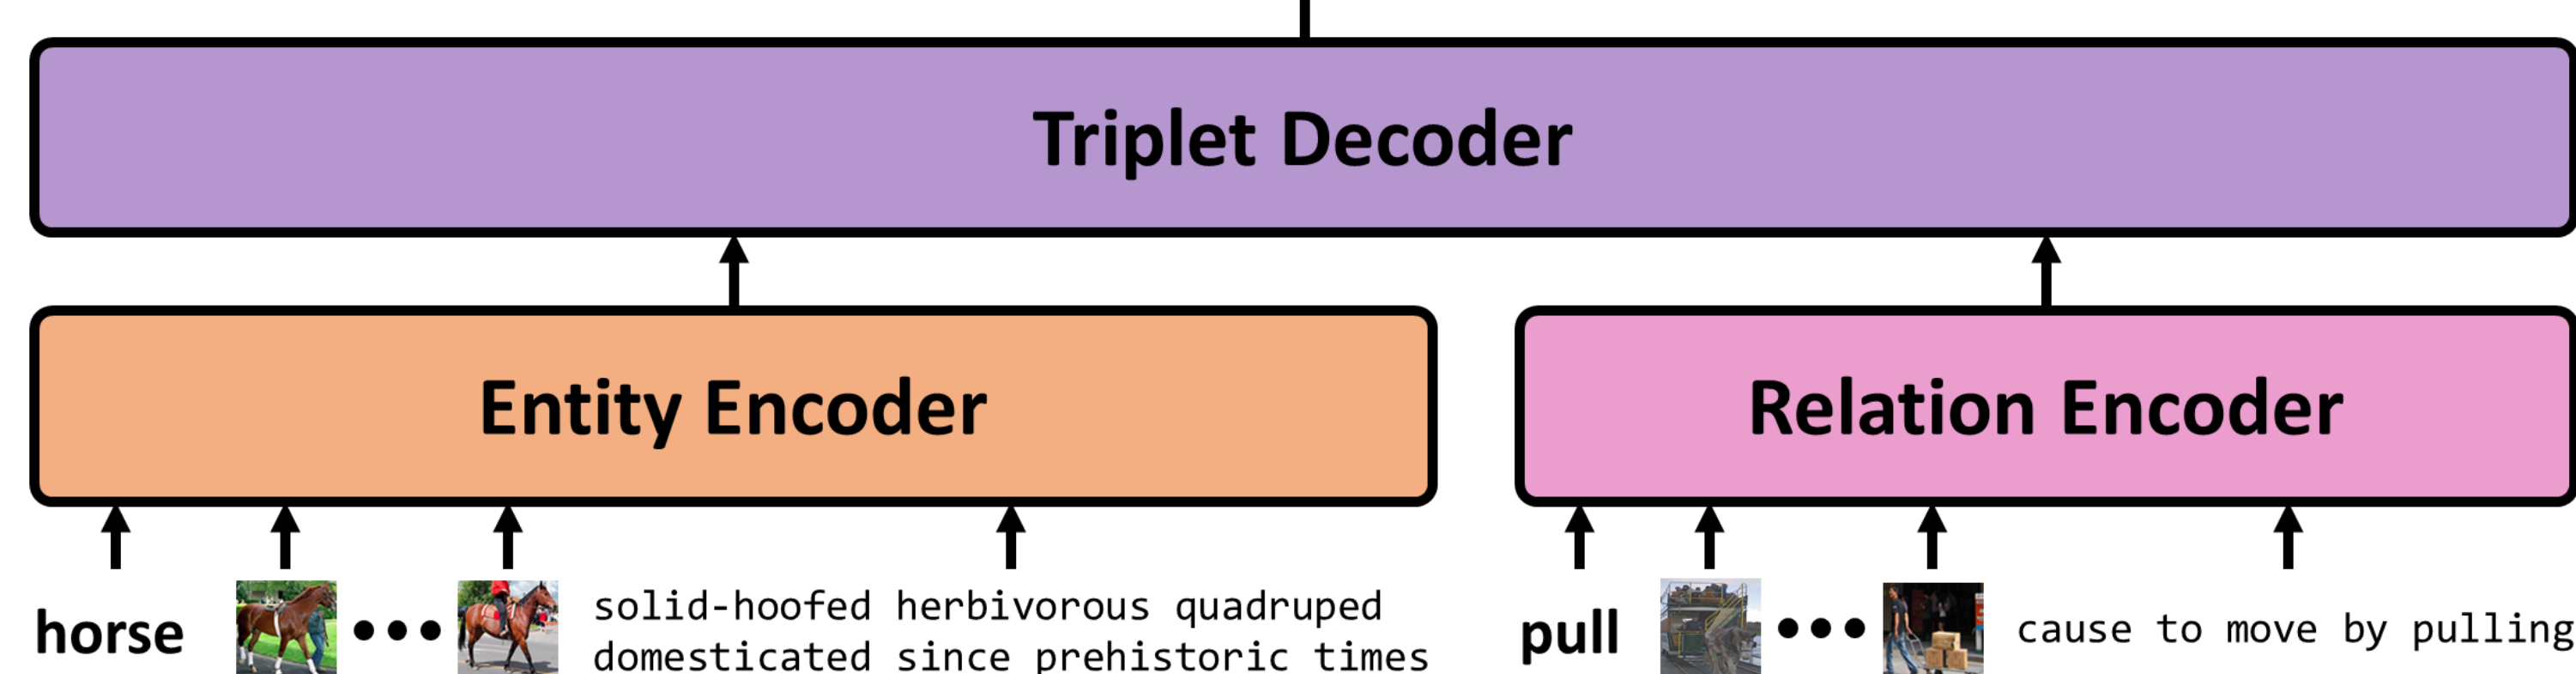 Triplet Decoder
Entity Encoder
Relation Encoder
horse
solid-hoofed herbivorous quadruped
domesticated since prehistoric times
pull
cause to move by pulling